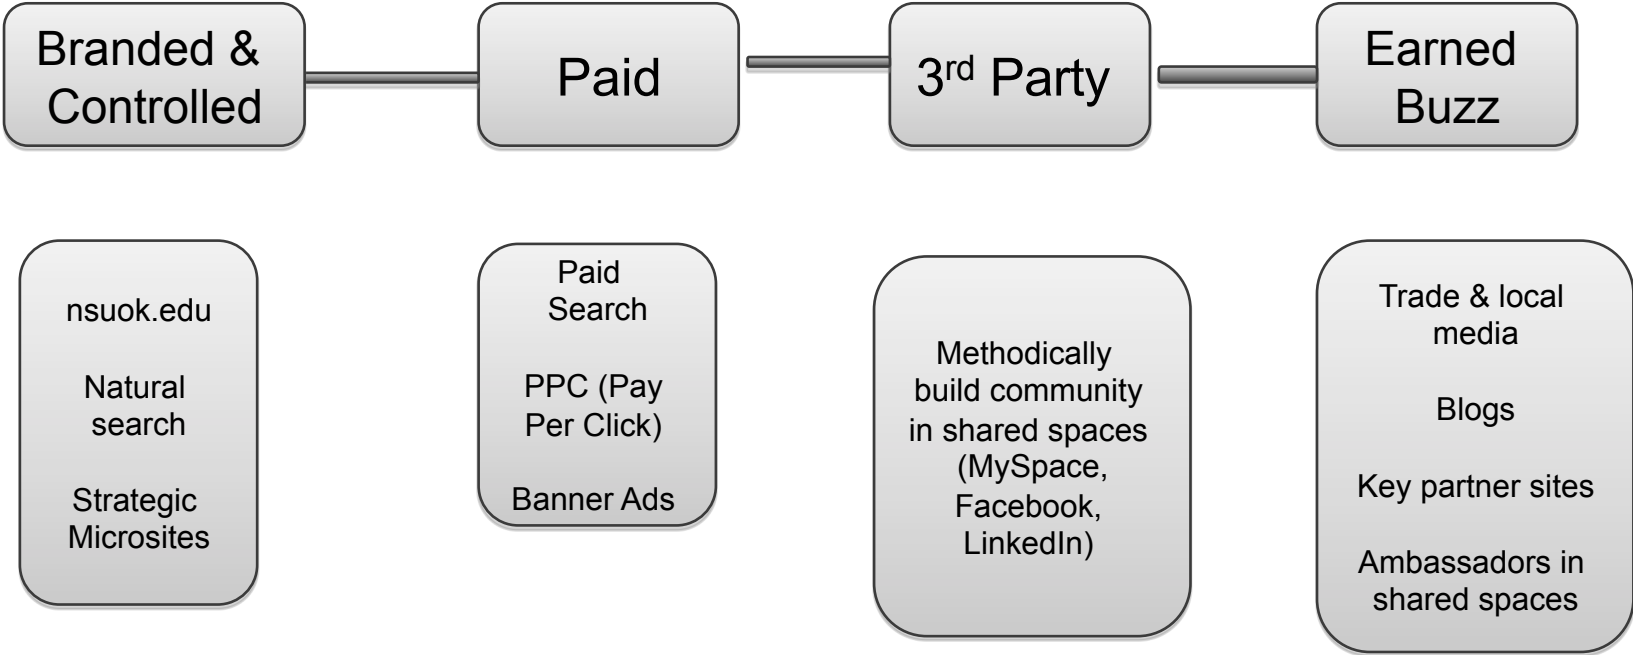 Branded &
Controlled
Paid
3rd Party
Earned
Buzz
nsuok.edu
Natural
search
Strategic
Microsites
Paid
Search
PPC (Pay
Per Click)
Banner Ads
Methodically
build community
in shared spaces
(MySpace,
Facebook,
LinkedIn)
Trade & local
media
Blogs
Key partner sites
Ambassadors in
shared spaces